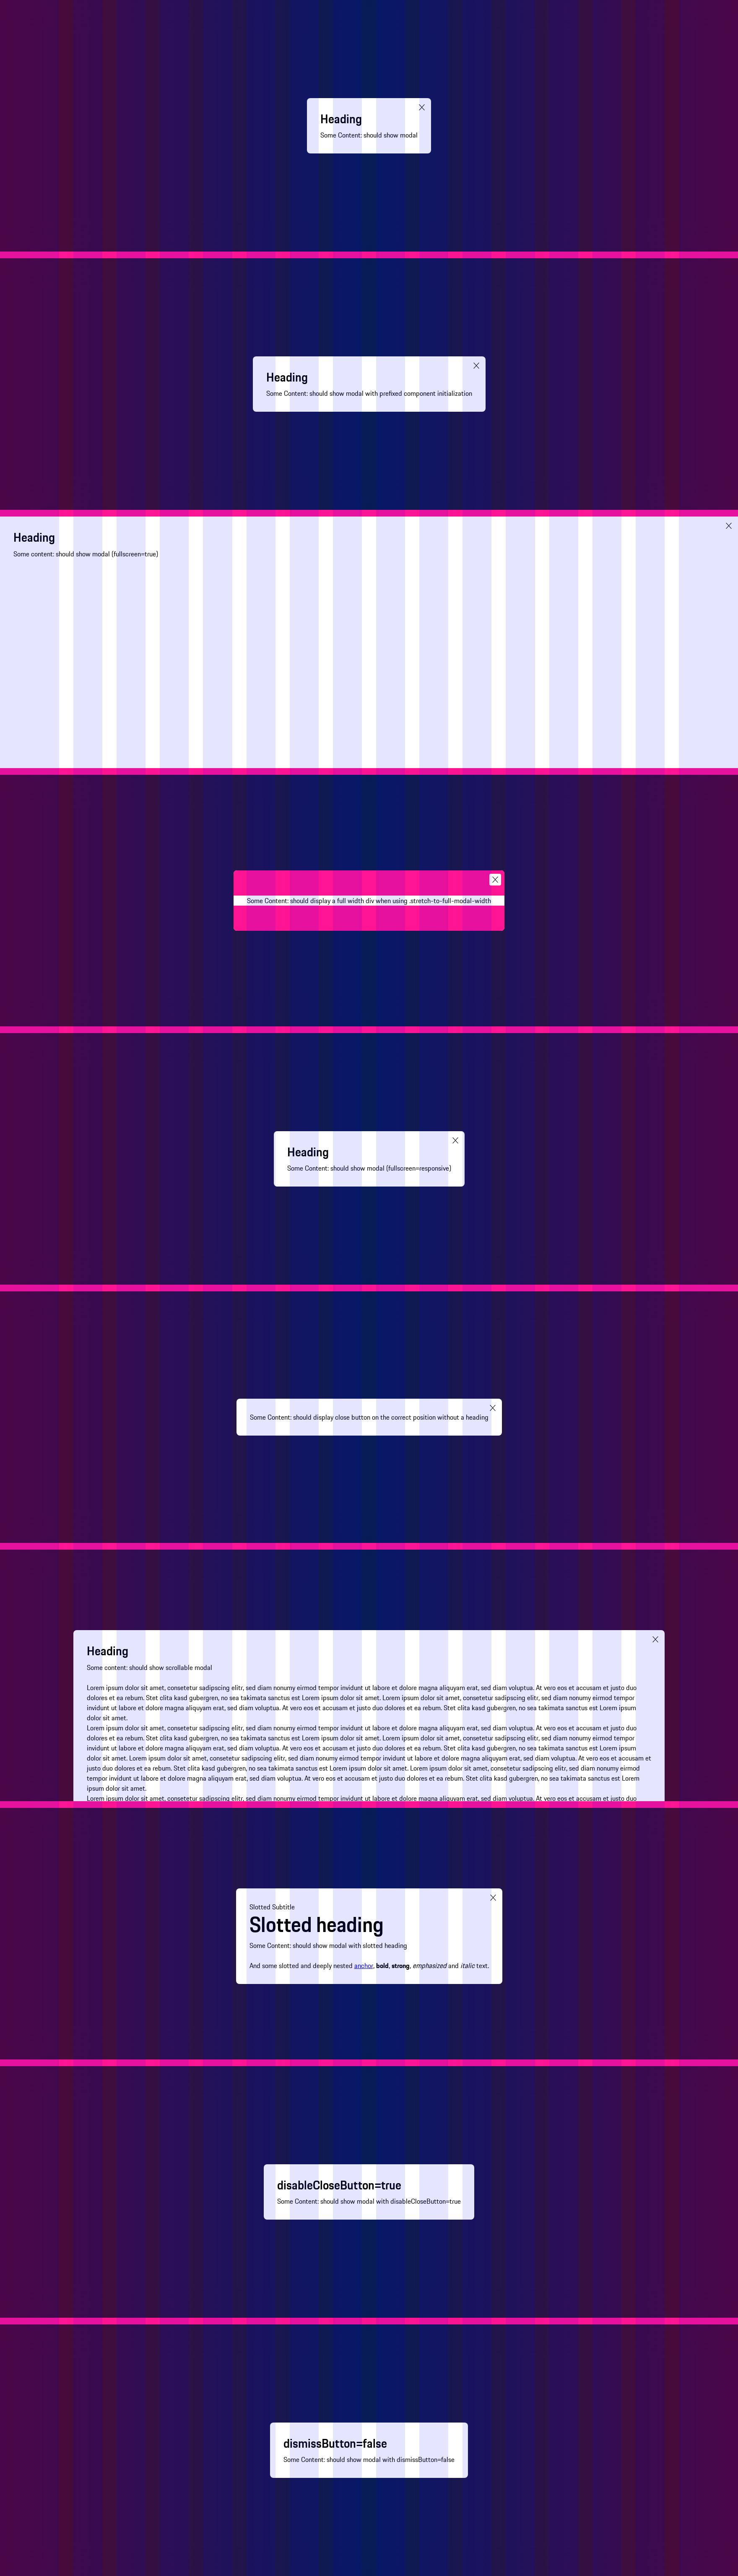 Heading
Some Content: should show modal
Heading
Some Content: should show modal with prefixed component initialization
Heading
Some content: should show modal (fullscreen=true)
Some Content: should display a full width div when using .stretch-to-full-modal-width
Heading
Some Content: should show modal (fullscreen=responsive)
Some Content: should display close button on the correct position without a heading
Heading
Some content: should show scrollable modal
Lorem ipsum dolor sit amet, consetetur sadipscing elitr, sed diam nonumy eirmod tempor invidunt ut labore et dolore magna aliquyam erat, sed diam voluptua. At vero eos et accusam et justo duo
dolores et ea rebum. Stet clita kasd gubergren, no sea takimata sanctus est Lorem ipsum dolor sit amet. Lorem ipsum dolor sit amet, consetetur sadipscing elitr, sed diam nonumy eirmod tempor
invidunt ut labore et dolore magna aliquyam erat, sed diam voluptua. At vero eos et accusam et justo duo dolores et ea rebum. Stet clita kasd gubergren, no sea takimata sanctus est Lorem ipsum
dolor sit amet.
Lorem ipsum dolor sit amet, consetetur sadipscing elitr, sed diam nonumy eirmod tempor invidunt ut labore et dolore magna aliquyam erat, sed diam voluptua. At vero eos et accusam et justo duo
dolores et ea rebum. Stet clita kasd gubergren, no sea takimata sanctus est Lorem ipsum dolor sit amet. Lorem ipsum dolor sit amet, consetetur sadipscing elitr, sed diam nonumy eirmod tempor
invidunt ut labore et dolore magna aliquyam erat, sed diam voluptua. At vero eos et accusam et justo duo dolores et ea rebum. Stet clita kasd gubergren, no sea takimata sanctus est Lorem ipsum
dolor sit amet. Lorem ipsum dolor sit amet, consetetur sadipscing elitr, sed diam nonumy eirmod tempor invidunt ut labore et dolore magna aliquyam erat, sed diam voluptua. At vero eos et accusam et
justo duo dolores et ea rebum. Stet clita kasd gubergren, no sea takimata sanctus est Lorem ipsum dolor sit amet. Lorem ipsum dolor sit amet, consetetur sadipscing elitr, sed diam nonumy eirmod
tempor invidunt ut labore et dolore magna aliquyam erat, sed diam voluptua. At vero eos et accusam et justo duo dolores et ea rebum. Stet clita kasd gubergren, no sea takimata sanctus est Lorem
ipsum dolor sit amet.
Lorem ipsum dolor sit amet, consetetur sadipscing elitr, sed diam nonumy eirmod tempor invidunt ut labore et dolore magna aliquyam erat, sed diam voluptua. At vero eos et accusam et justo duo
Slotted Subtitle
Slotted heading
Some Content: should show modal with slotted heading
And some slotted and deeply nested anchor, bold, strong, emphasized and italic text.
disableCloseButton=true
Some Content: should show modal with disableCloseButton=true
dismissButton=false
Some Content: should show modal with dismissButton=false